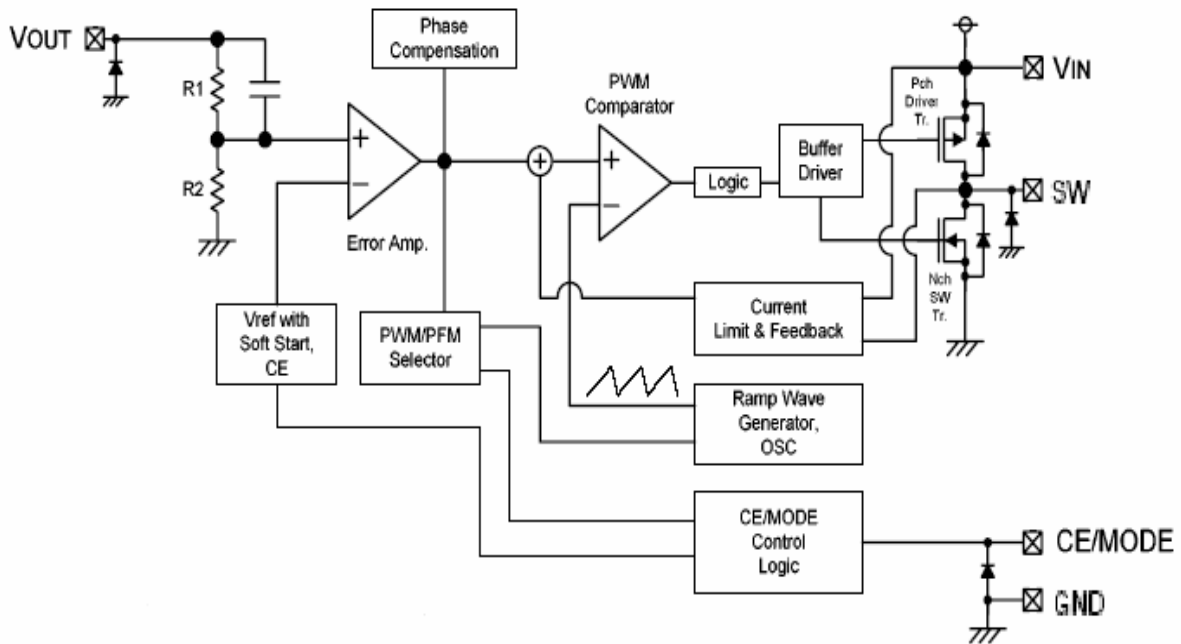 VOUT
R1
R2
Phase
Compensation
+
−
Error Amp.
Vref with
Soft Start,
CE
PWM/PFM
Selector
+
PWM
Comparator
+
−
Logic
Buffer
Driver
Pch
Driver
Tr.
VIN
SW
Nch
SW
Tr.
Current
Limit & Feedback
Ramp Wave
Generator,
OSC
CE/MODE
Control
Logic
CE/MODE
GND